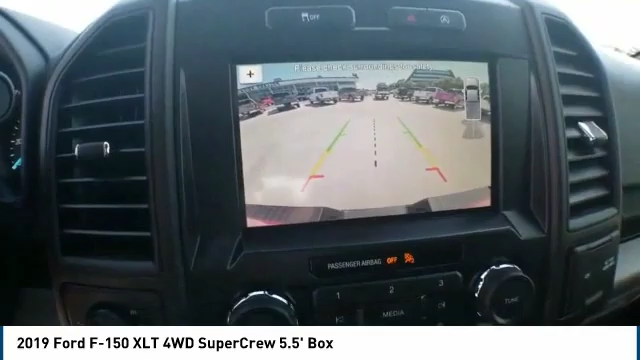 OFF
Please check surroundings for safety
PASSENGER AIRBAG OFF
1 2 3
MEDIA
TUNE
2019 Ford F-150 XLT 4WD SuperCrew 5.5' Box